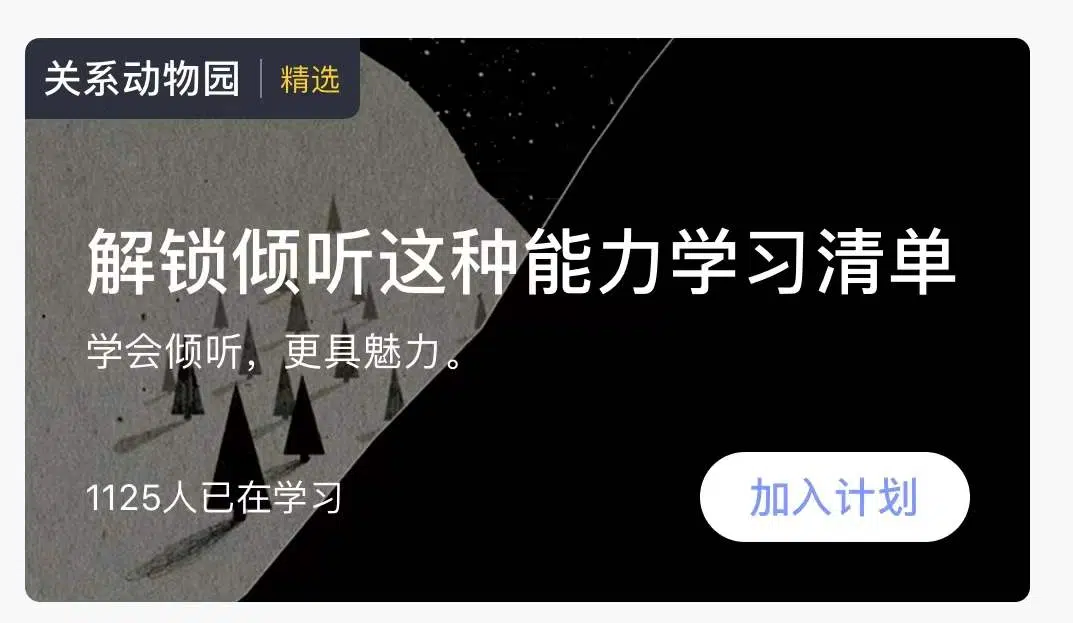 关系动物园 | 精选
解锁倾听这种能力学习清单
学会倾听，更具魅力。
1125人已在学习
加入计划